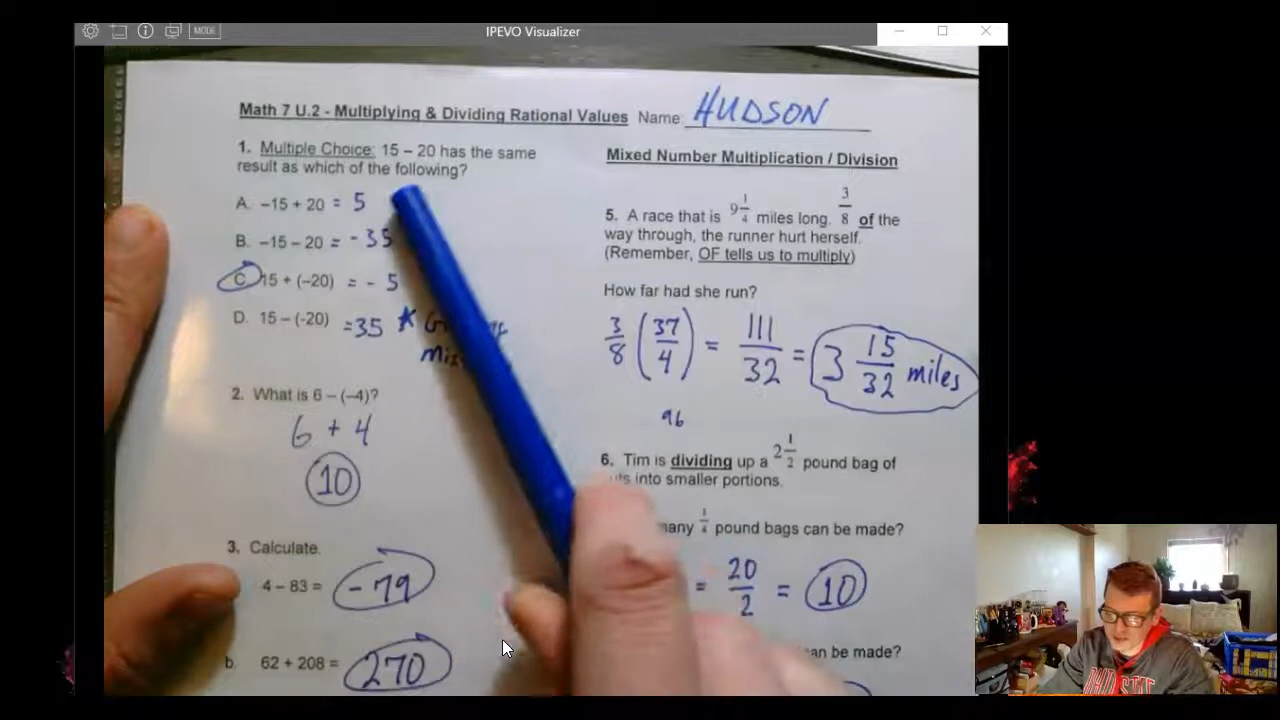 MODE
IPEVO Visualizer
Math 7 U.2 - Multiplying & Dividing Rational Values Name: HUDSON
1. Multiple Choice: 15 – 20 has the same
result as which of the following?
A. –15 + 20 = 5
B. –15 – 20 = -35
C. 15 + (–20) = - 5
D. 15 – (-20) =35 *
2. What is 6 – (–4)?
6 + 4
10
3. Calculate.
4 – 83 = -79
b. 62 + 208 = 270
Mixed Number Multiplication / Division
5. A race that is 9 1/4 miles long. 3/8 of the
way through, the runner hurt herself.
(Remember, OF tells us to multiply)
How far had she run?
3/8 (37/4) = 111/32 = 3 15/32 miles
96
6. Tim is dividing up a 2 1/2 pound bag of
into smaller portions.
many 1/4 pound bags can be made?
= 20/2 = 10
can be made?